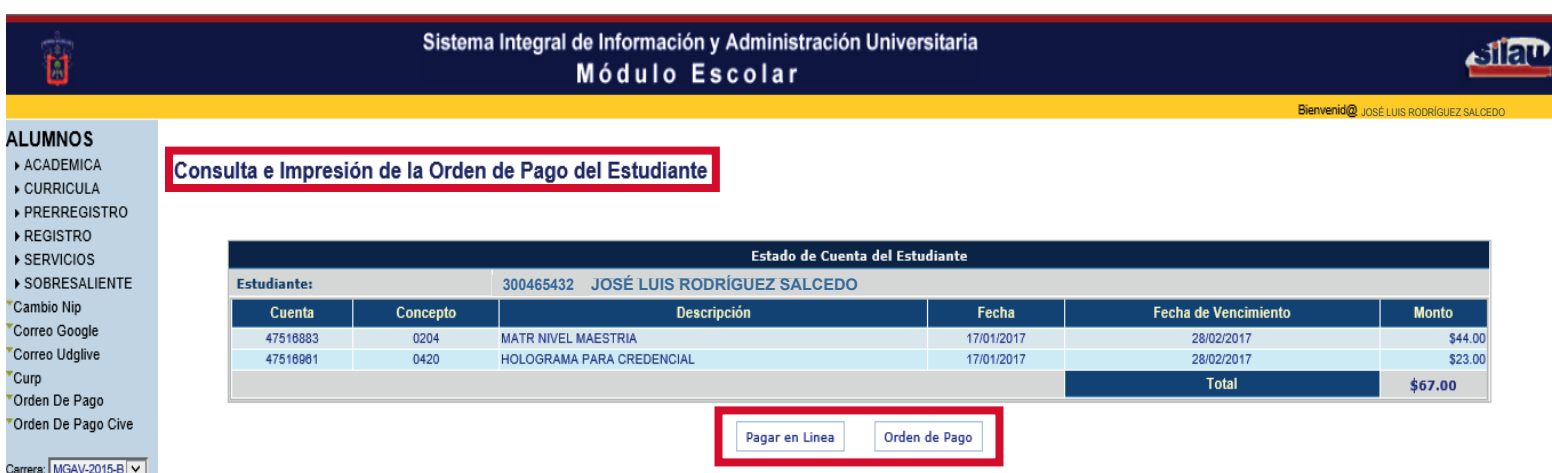 Sistema Integral de Información y Administración Universitaria
Módulo Escolar
siiau
Bienvenid@ JOSÉ LUIS RODRÍGUEZ SALCEDO
ALUMNOS
ACADEMICA
CURRICULA
PRERREGISTRO
REGISTRO
SERVICIOS
SOBRESALIENTE
Cambio Nip
Correo Google
Correo Udglive
Curp
Orden De Pago
Orden De Pago Cive
Carrera: MGAV-2015-B
Consulta e Impresión de la Orden de Pago del Estudiante
Estado de Cuenta del Estudiante
Estudiante: 300465432 JOSÉ LUIS RODRÍGUEZ SALCEDO
Cuenta Concepto Descripción Fecha Fecha de Vencimiento Monto
47516883 0204 MATR NIVEL MAESTRIA 17/01/2017 28/02/2017 $44.00
47516961 0420 HOLOGRAMA PARA CREDENCIAL 17/01/2017 28/02/2017 $23.00
Total $67.00
Pagar en Linea Orden de Pago